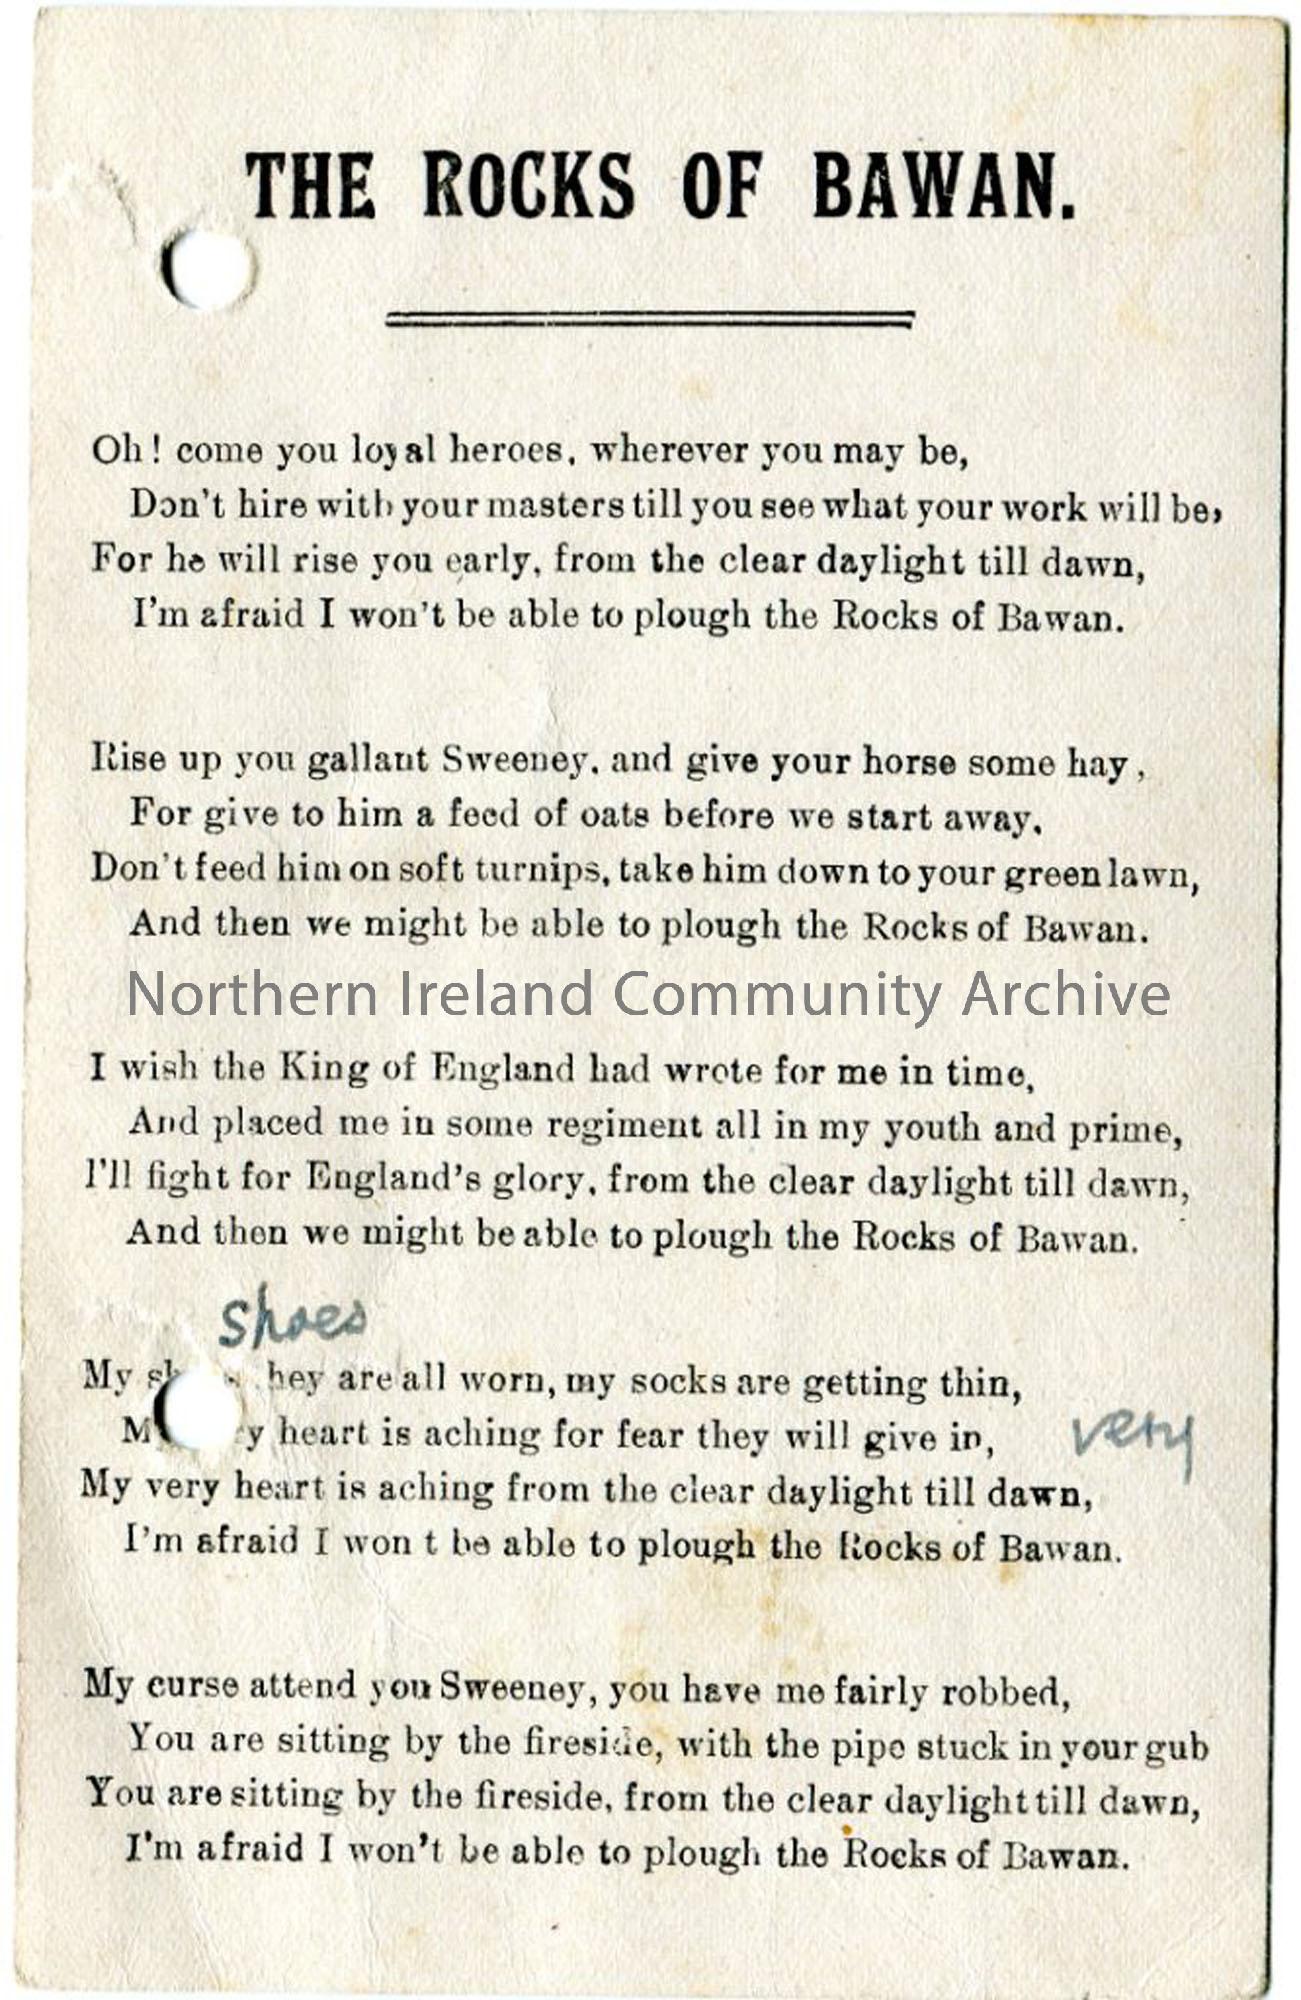 THE ROCKS OF BAWAN.
Oh! come you loyal heroes, wherever you may be,
Don't hire with your masters till you see what your work will be,
For he will rise you early, from the clear daylight till dawn,
I'm afraid I won't be able to plough the Rocks of Bawan.
Rise up you gallant Sweeney, and give your horse some hay,
For give to him a feed of oats before we start away.
Don't feed him on soft turnips, take him down to your green lawn,
And then we might be able to plough the Rocks of Bawan.
Northern Ireland Community Archive
I wish the King of England had wrote for me in time,
And placed me in some regiment all in my youth and prime,
I'll fight for England's glory, from the clear daylight till dawn,
And then we might be able to plough the Rocks of Bawan.
shoes
My are all worn, my socks are getting thin,
heart is aching for fear they will give in,
very
My very heart is aching from the clear daylight till dawn,
I'm afraid I won t be able to plough the Rocks of Bawan.
My curse attend you Sweeney, you have me fairly robbed,
You are sitting by the fireside, with the pipe stuck in your gub
You are sitting by the fireside, from the clear daylight till dawn,
I'm afraid I won't be able to plough the Rocks of Bawan.